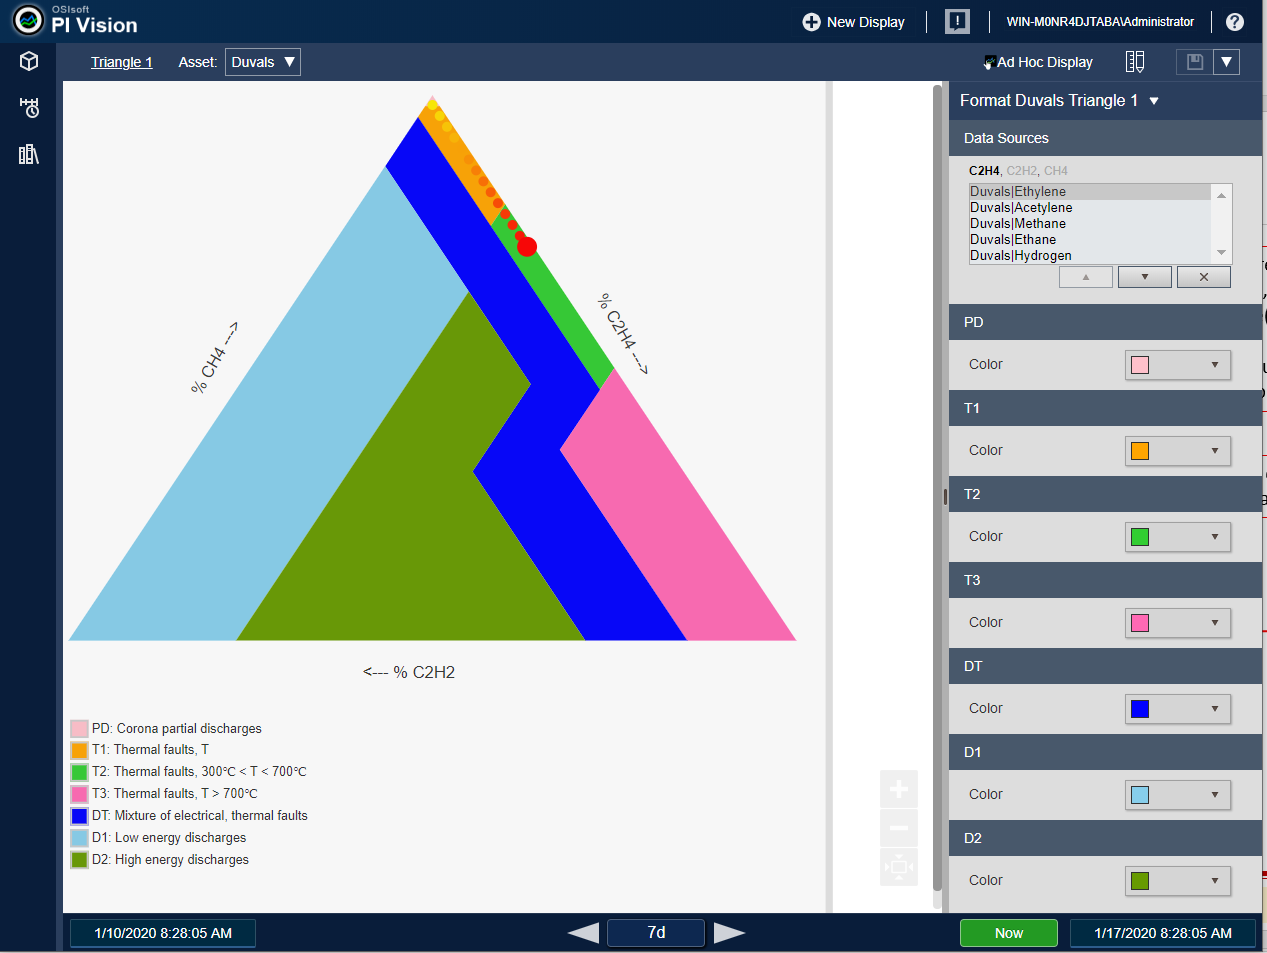 OSIsoft
PI Vision
New Display
WIN-M0NR4DJTABA\Administrator
Triangle 1
Asset:
Duvals
Ad Hoc Display
% CH4 --->
% C2H4 --->
<--- % C2H2
PD: Corona partial discharges
T1: Thermal faults, T
T2: Thermal faults, 300°C < T < 700°C
T3: Thermal faults, T > 700°C
DT: Mixture of electrical, thermal faults
D1: Low energy discharges
D2: High energy discharges
Format Duvals Triangle 1
Data Sources
C2H4, C2H2, CH4
Duvals|Ethylene
Duvals|Acetylene
Duvals|Methane
Duvals|Ethane
Duvals|Hydrogen
PD
Color
T1
Color
T2
Color
T3
Color
DT
Color
D1
Color
D2
Color
1/10/2020 8:28:05 AM
7d
Now
1/17/2020 8:28:05 AM